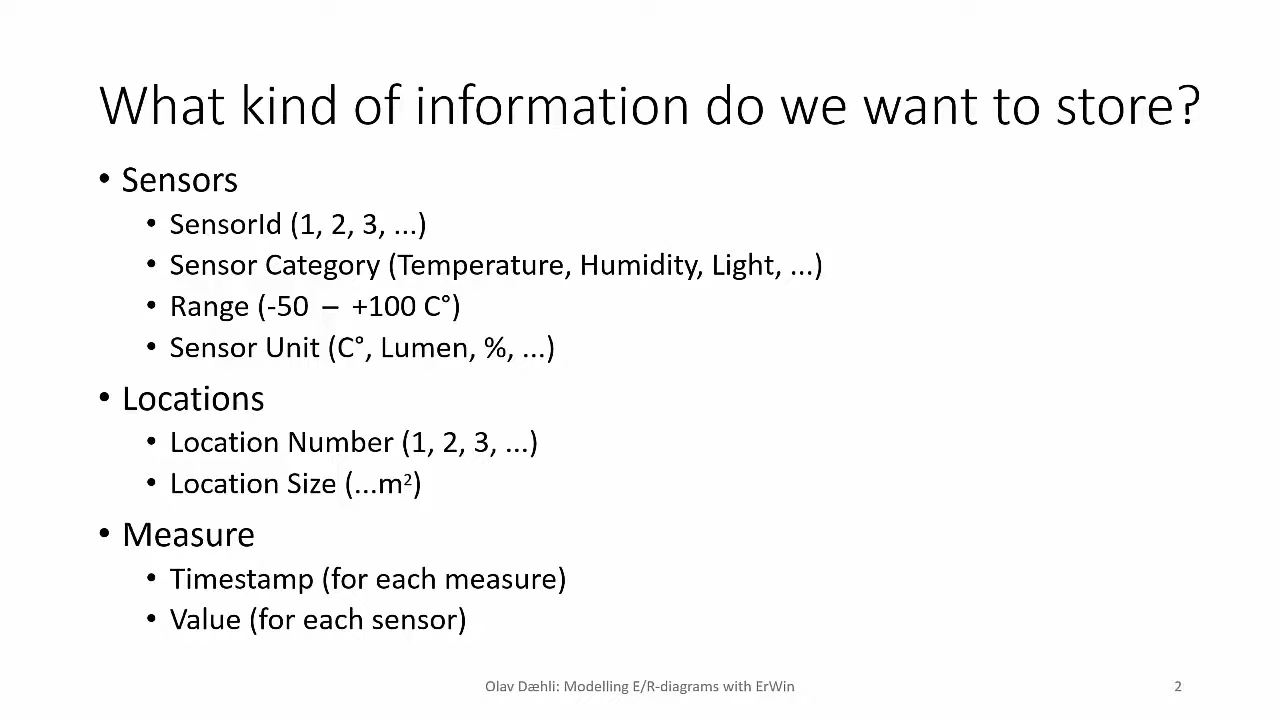 What kind of information do we want to store?
• Sensors
• SensorId (1, 2, 3, ...)
• Sensor Category (Temperature, Humidity, Light, ...)
• Range (-50 – +100 C°)
• Sensor Unit (C°, Lumen, %, ...)
• Locations
• Location Number (1, 2, 3, ...)
• Location Size (...m²)
• Measure
• Timestamp (for each measure)
• Value (for each sensor)
Olav Dæhli: Modelling E/R-diagrams with ErWin
2